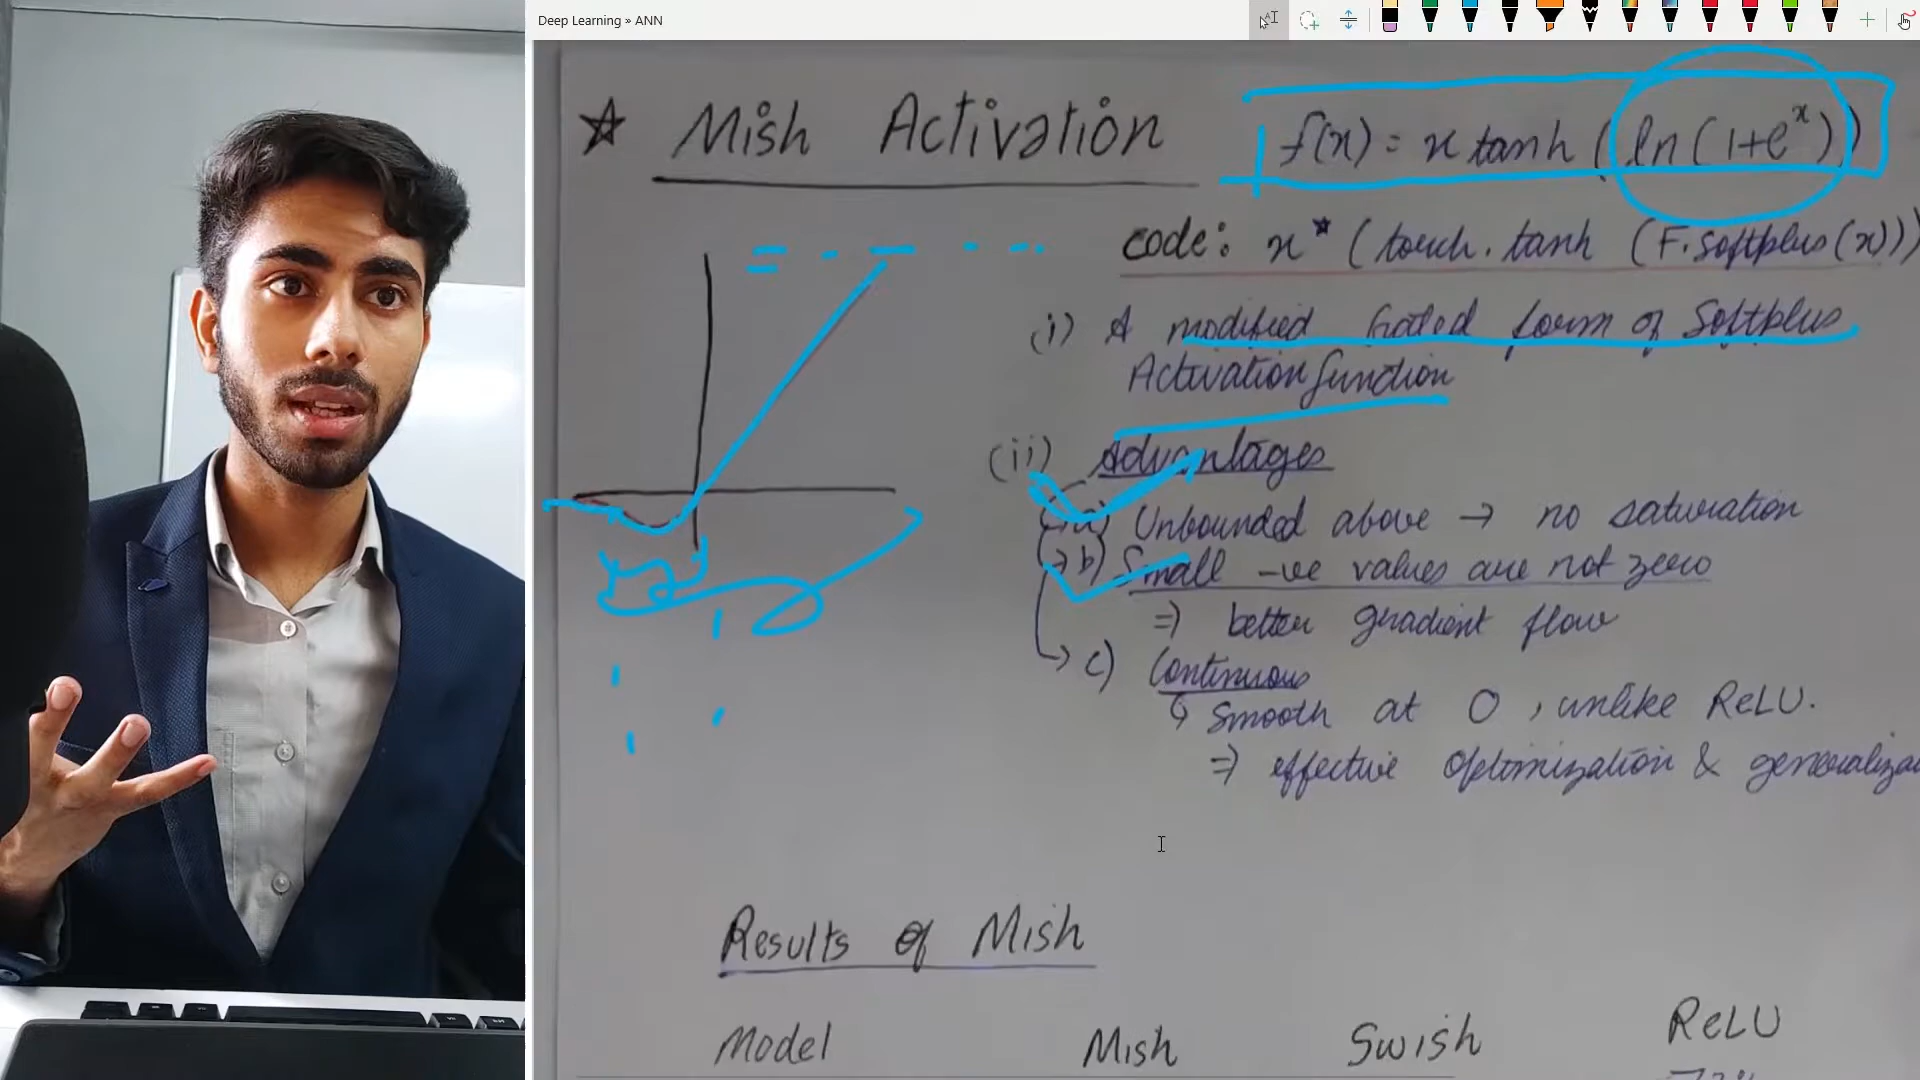 Deep Learning » ANN
☆ Mish Activation
f(x) = x tanh (ln(1+e^x))
code: x* (touch.tanh (F.softplus(x)))
(i) A modified Gated form of Softplus
Activation function
(ii) Advantages
a) Unbounded above → no saturation
→ b) Small -ve values are not zero
⇒ better gradient flow
→ c) Continuous
↳ Smooth at 0, unlike ReLU.
⇒ effective optimization &
Results of Mish
Model Mish Swish ReLU